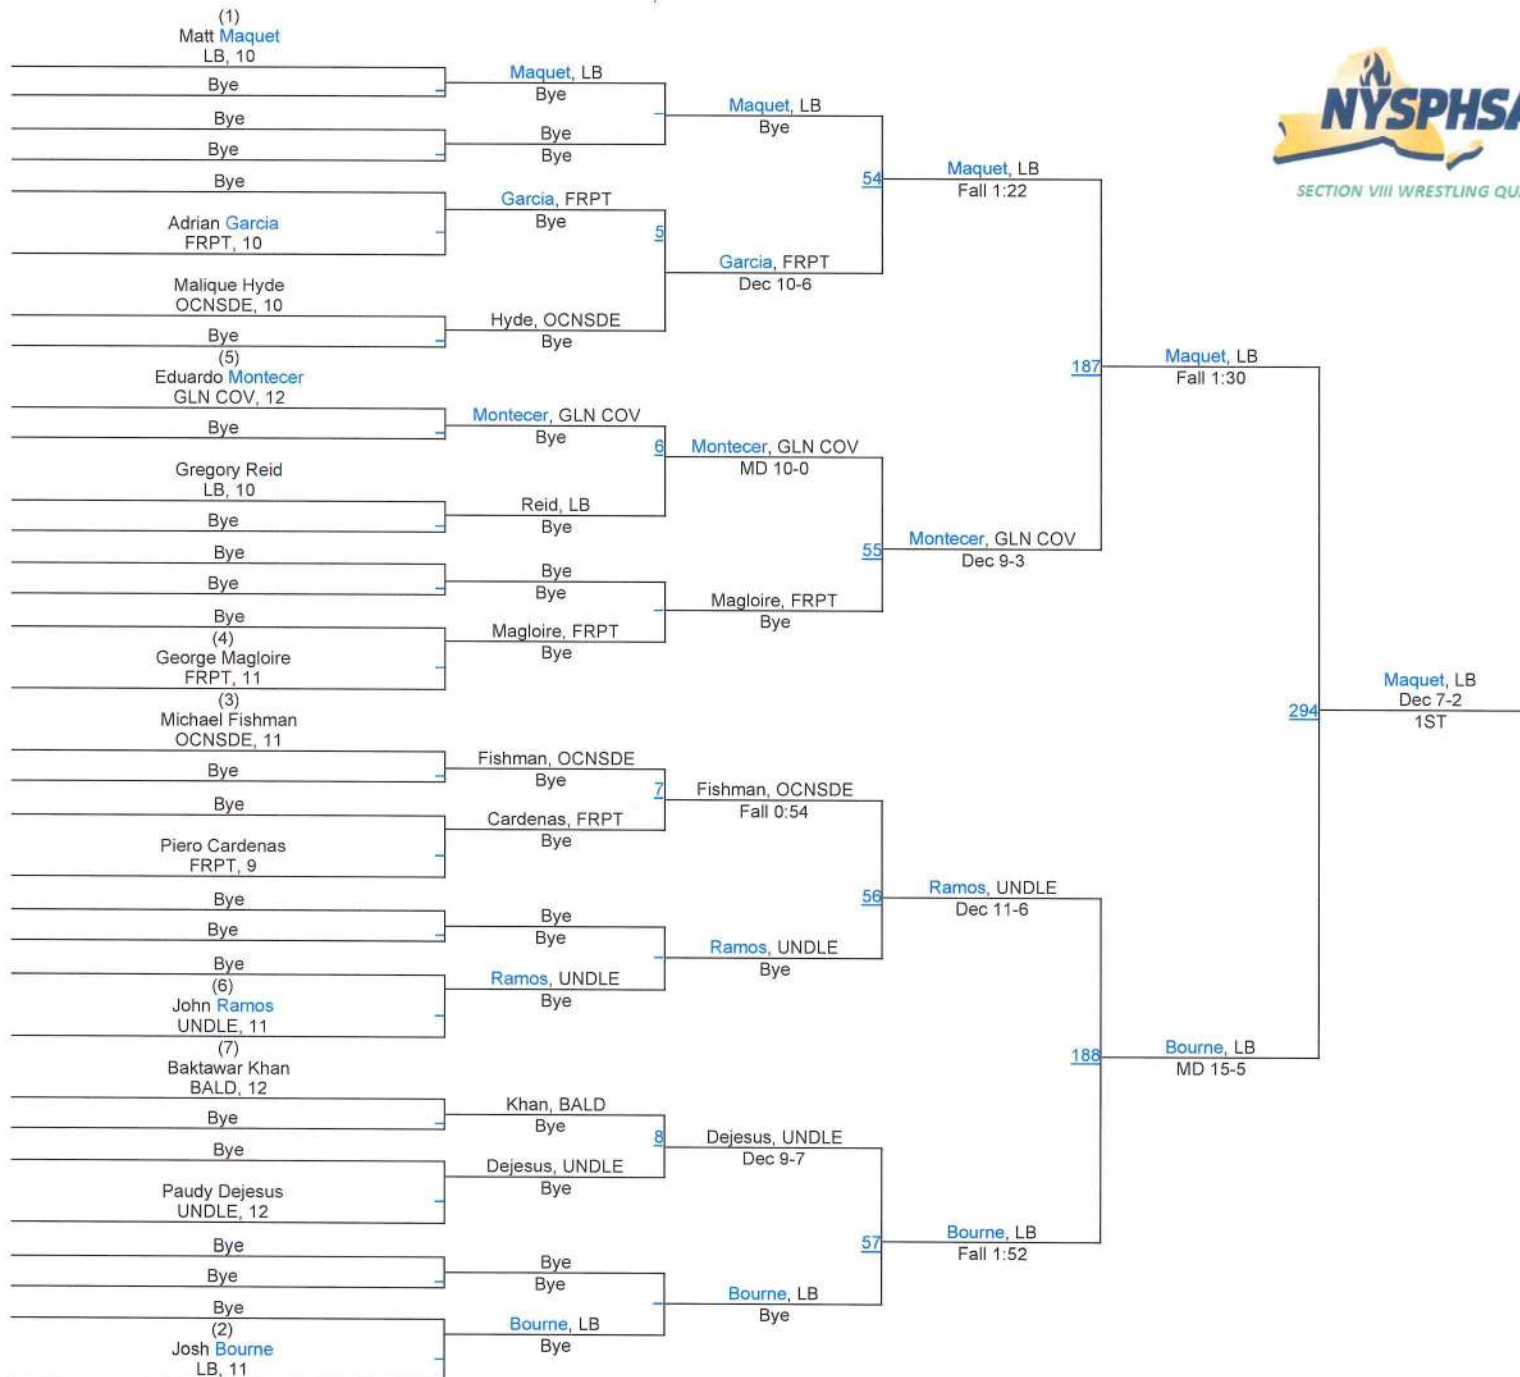 (1)
Matt Maquet
LB, 10
Bye
Bye
Bye
Bye
Adrian Garcia
FRPT, 10
Malique Hyde
OCNSDE, 10
Bye
(5)
Eduardo Montecer
GLN COV, 12
Bye
Gregory Reid
LB, 10
Bye
Bye
Bye
Bye
(4)
George Magloire
FRPT, 11
(3)
Michael Fishman
OCNSDE, 11
Bye
Bye
Piero Cardenas
FRPT, 9
Bye
Bye
Bye
(6)
John Ramos
UNDLE, 11
(7)
Baktawar Khan
BALD, 12
Bye
Bye
Paudy Dejesus
UNDLE, 12
Bye
Bye
Bye
(2)
Josh Bourne
LB, 11
Maquet, LB
Bye
Bye
Bye
Garcia, FRPT
Bye
5
Hyde, OCNSDE
Bye
Montecer, GLN COV
Bye
6
Reid, LB
Bye
Bye
Bye
Magloire, FRPT
Bye
Fishman, OCNSDE
Bye
7
Cardenas, FRPT
Bye
Bye
Bye
Ramos, UNDLE
Bye
Khan, BALD
Bye
8
Dejesus, UNDLE
Bye
Bye
Bye
Bourne, LB
Bye
Maquet, LB
Bye
54
Garcia, FRPT
Dec 10-6
Montecer, GLN COV
MD 10-0
55
Magloire, FRPT
Bye
Fishman, OCNSDE
Fall 0:54
56
Ramos, UNDLE
Bye
Dejesus, UNDLE
Dec 9-7
57
Bourne, LB
Bye
Maquet, LB
Fall 1:22
187
Montecer, GLN COV
Dec 9-3
Ramos, UNDLE
Dec 11-6
188
Bourne, LB
Fall 1:52
Maquet, LB
Fall 1:30
294
Bourne, LB
MD 15-5
Maquet, LB
Dec 7-2
1ST
NYSPHSA
SECTION VIII WRESTLING QU